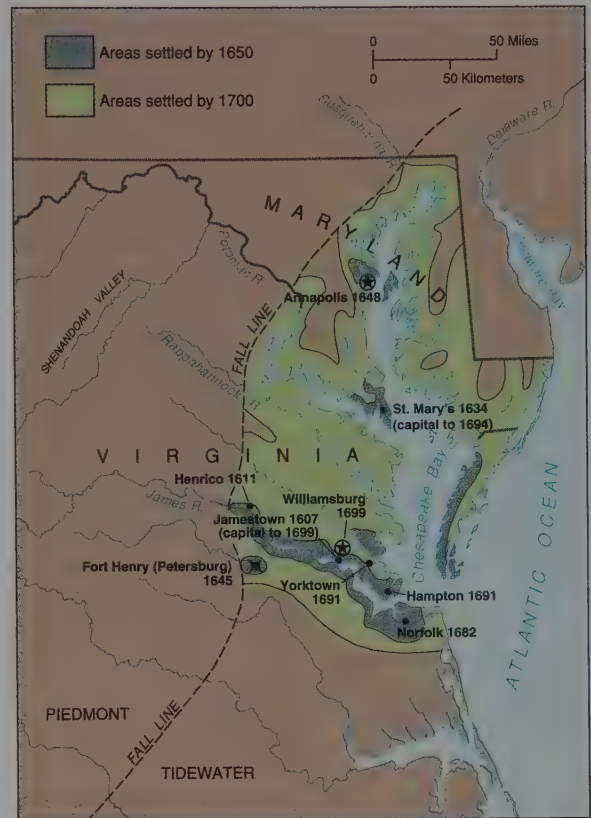 Areas settled by 1650
Areas settled by 1700
0 50 Miles
0 50 Kilometers
Susquehanna R.
Delaware R.
MARYLAND
Potomac R.
Annapolis 1648
SHENANDOAH VALLEY
FALL LINE
Rappahannock R.
St. Mary's 1634
(capital to 1694)
VIRGINIA
Henrico 1611
James R.
Williamsburg
1699
Jamestown 1607
(capital to 1699)
Chesapeake Bay
Fort Henry (Petersburg)
1645
Yorktown
1691
Hampton 1691
Norfolk 1682
ATLANTIC OCEAN
PIEDMONT
FALL LINE
TIDEWATER